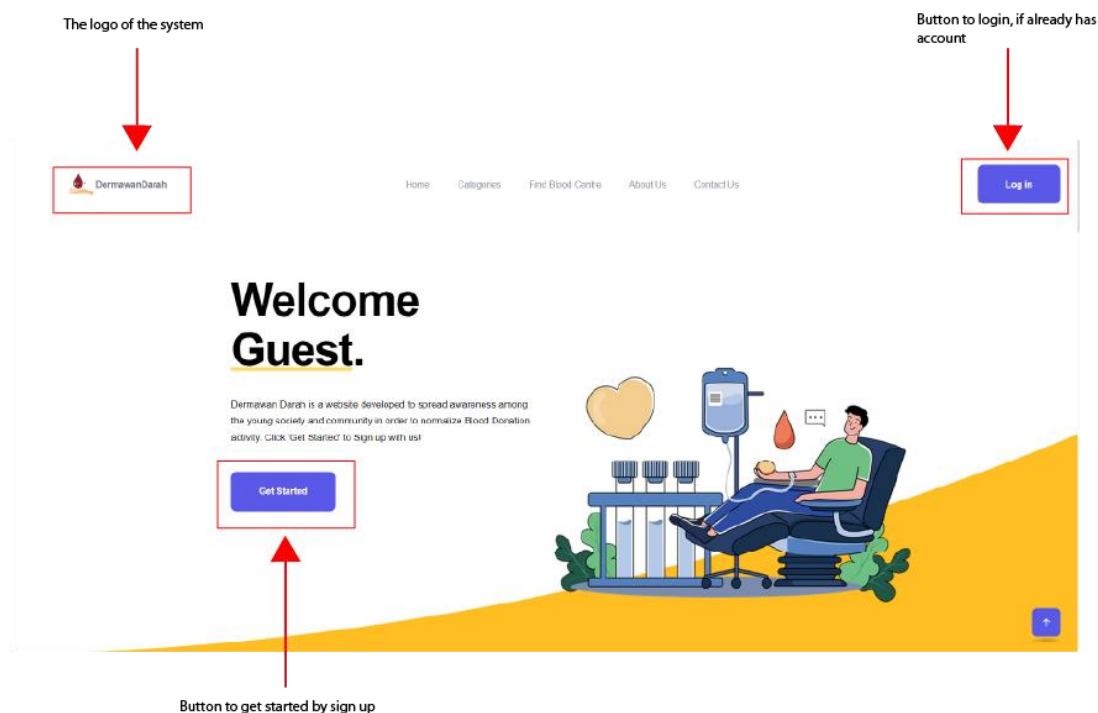 The logo of the system
Button to login, if already has
account
DermawanDarah
Home
Categories
Find Blood Centre
About Us
Contact Us
Log in
Welcome
Guest.
Dermawan Darah is a website developed to spread awareness among
the young society and community in order to normalize Blood Donation
activity. Click 'Get Started' to Sign up with us!
Get Started
Button to get started by sign up